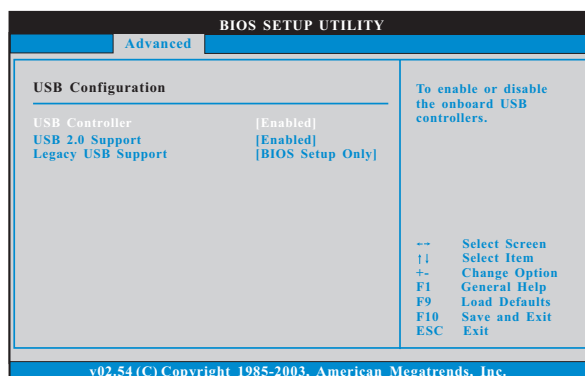 BIOS SETUP UTILITY
Advanced
USB Configuration
USB Controller [Enabled]
USB 2.0 Support [Enabled]
Legacy USB Support [BIOS Setup Only]
To enable or disable
the onboard USB
controllers.
←→ Select Screen
↑↓ Select Item
+- Change Option
F1 General Help
F9 Load Defaults
F10 Save and Exit
ESC Exit
v02.54 (C) Copyright 1985-2003, American Megatrends, Inc.